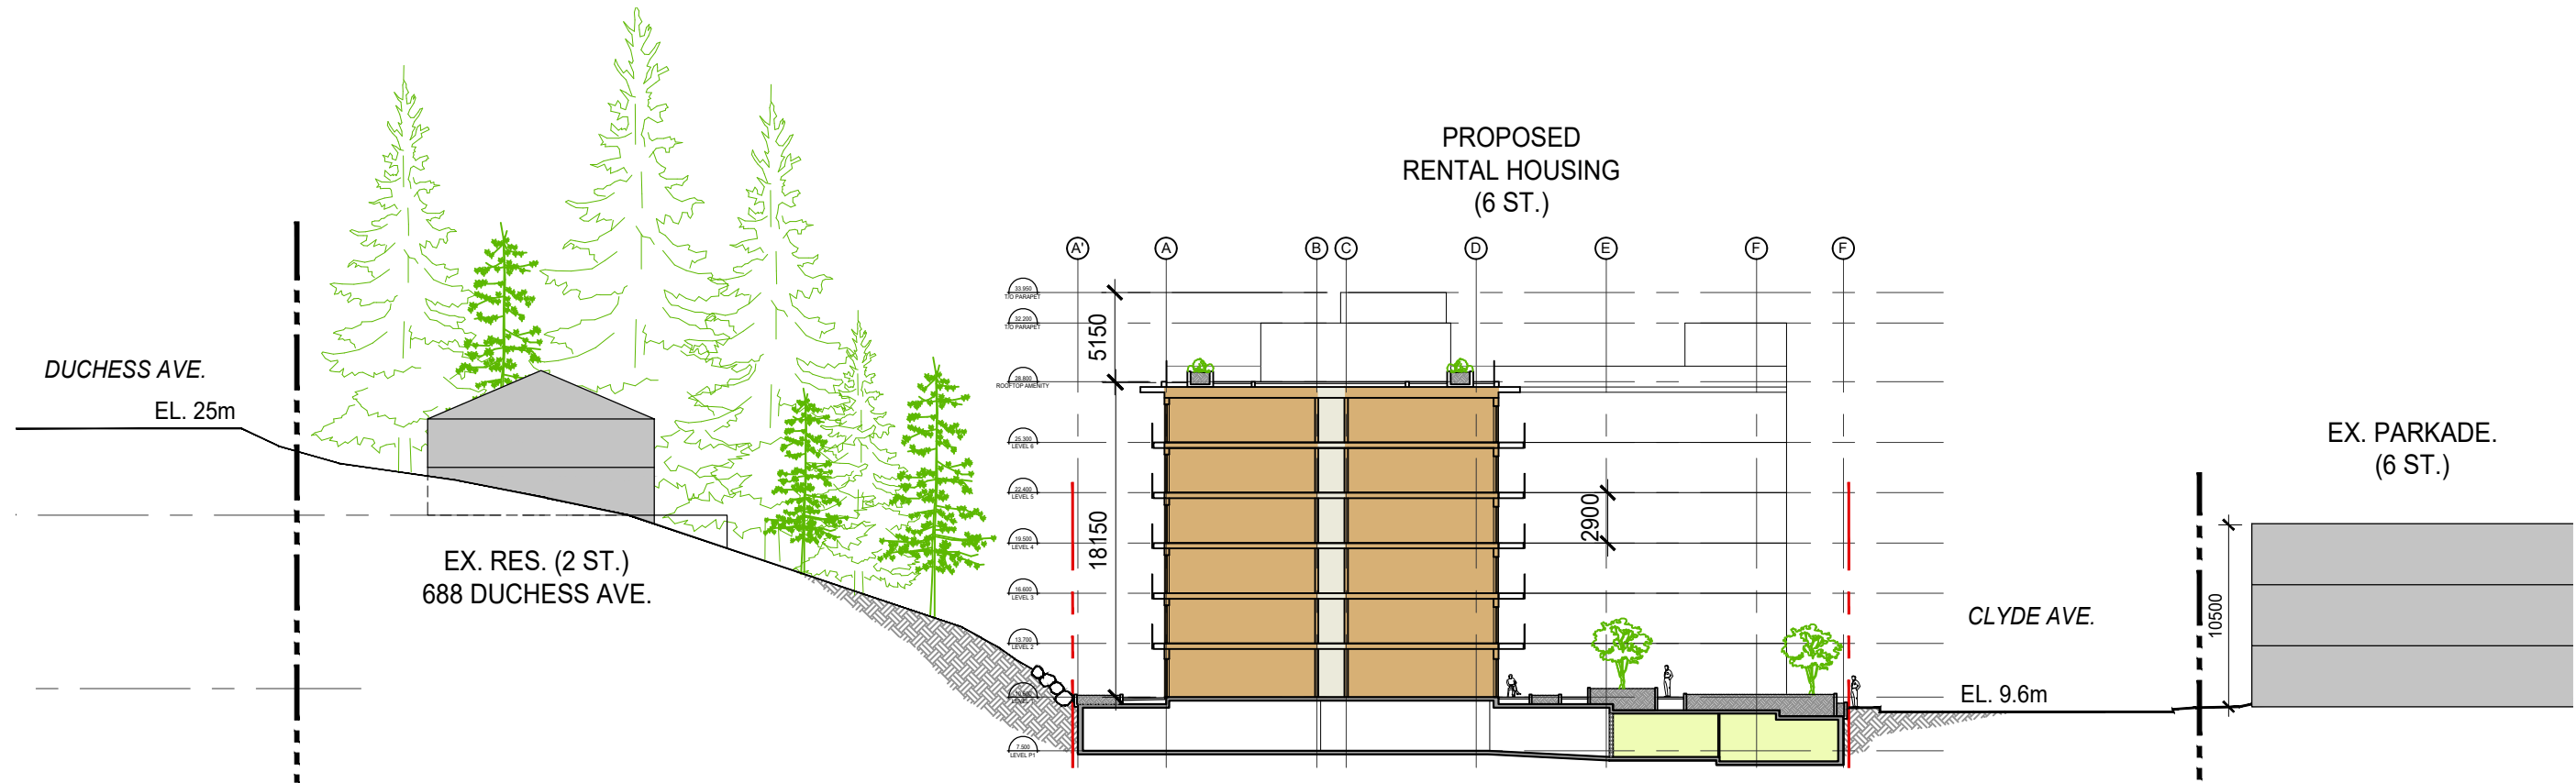 PROPOSED
RENTAL HOUSING
(6 ST.)
A'
A
B
C
D
E
F
F
33.950
T/O PARAPET
32.200
T/O PARAPET
5150
DUCHESS AVE.
EL. 25m
28.800
ROOFTOP AMENITY
25.300
LEVEL 6
EX. PARKADE.
(6 ST.)
22.400
LEVEL 5
2900
19.500
LEVEL 4
18150
EX. RES. (2 ST.)
688 DUCHESS AVE.
16.600
LEVEL 3
CLYDE AVE.
10500
13.700
LEVEL 2
LEVEL 1
EL. 9.6m
7.500
LEVEL P1